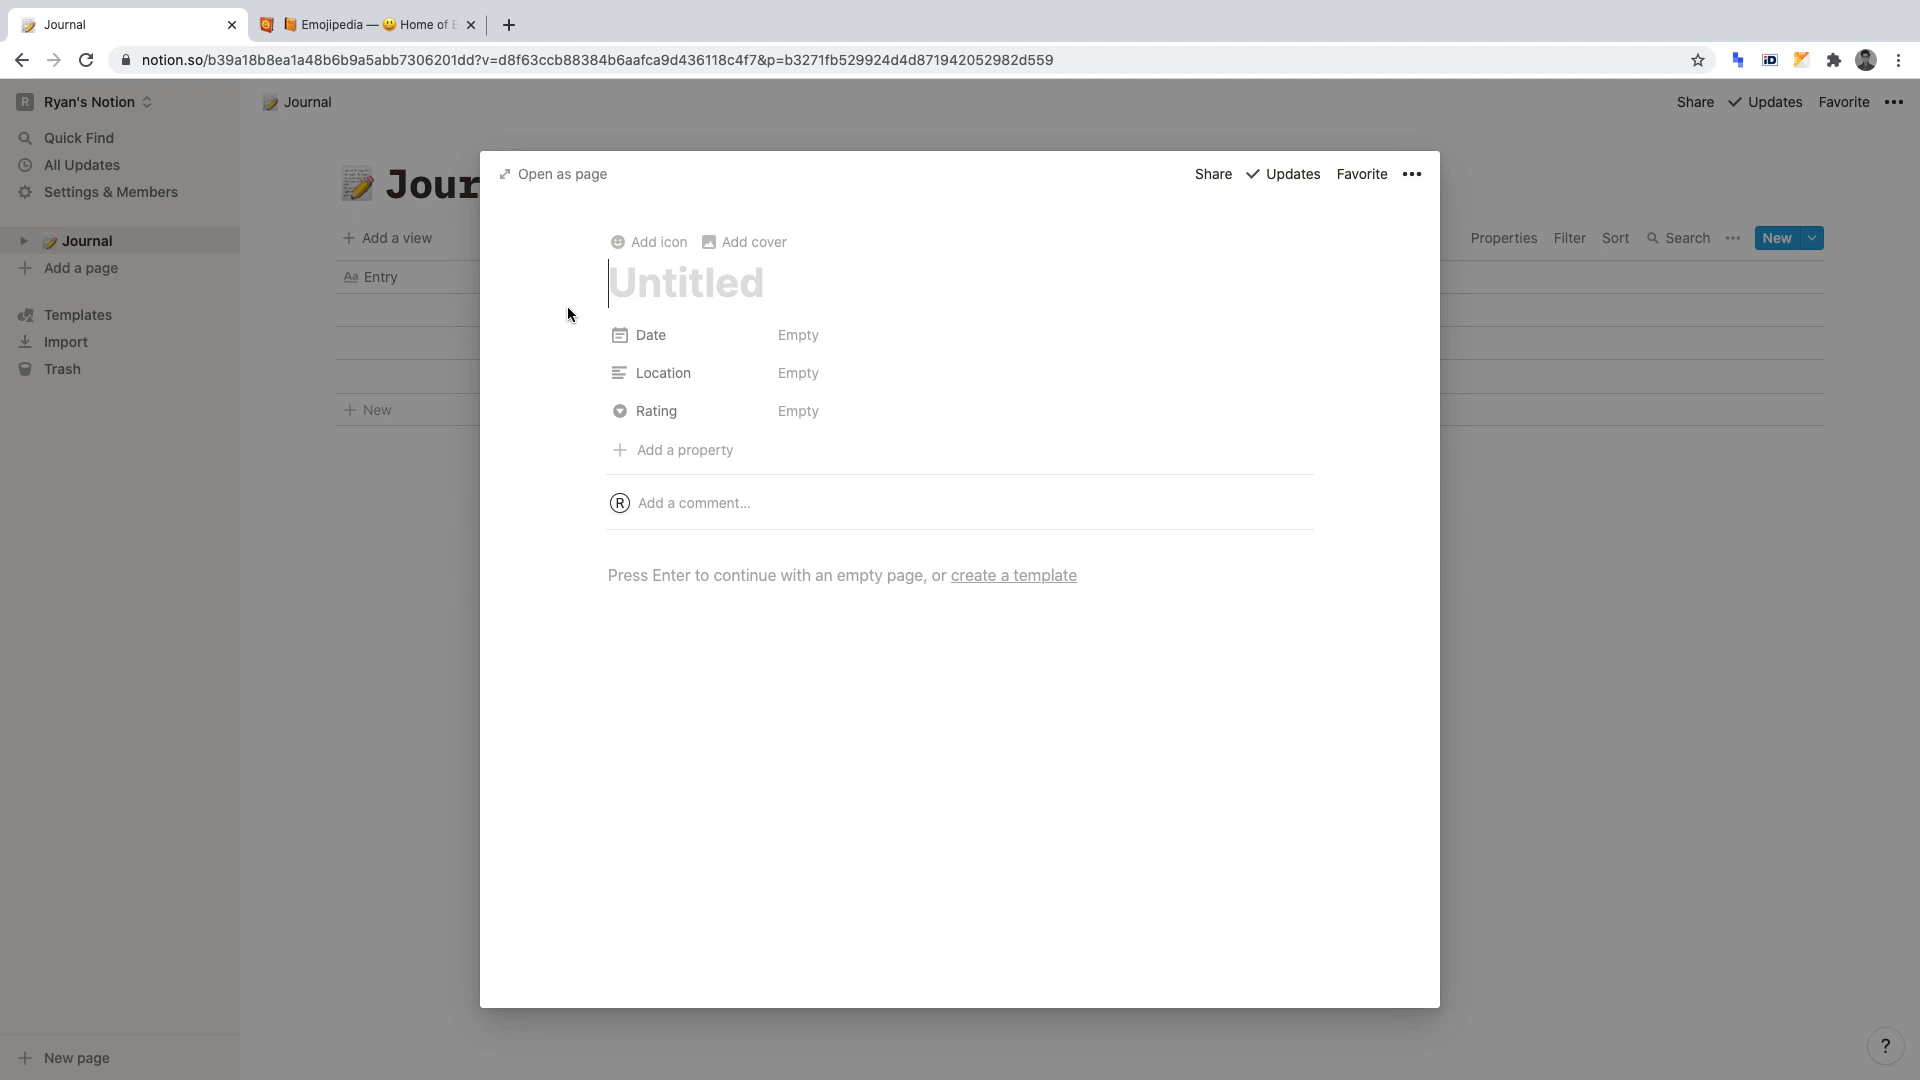 Journal
Emojipedia — 😃 Home of E
notion.so/b39a18b8ea1a48b6b9a5abb7306201dd?v=d8f63ccb88384b6aafca9d436118c4f7&p=b3271fb529924d4d871942052982d559
R Ryan's Notion
Journal
Share
Updates
Favorite
Quick Find
All Updates
Settings & Members
Journal
Add a page
Templates
Import
Trash
New page
Jour
Add a view
Properties
Filter
Sort
Search
New
Aa Entry
New
Open as page
Share
Updates
Favorite
Add icon
Add cover
Untitled
Date Empty
Location Empty
Rating Empty
Add a property
R Add a comment...
Press Enter to continue with an empty page, or create a template
?